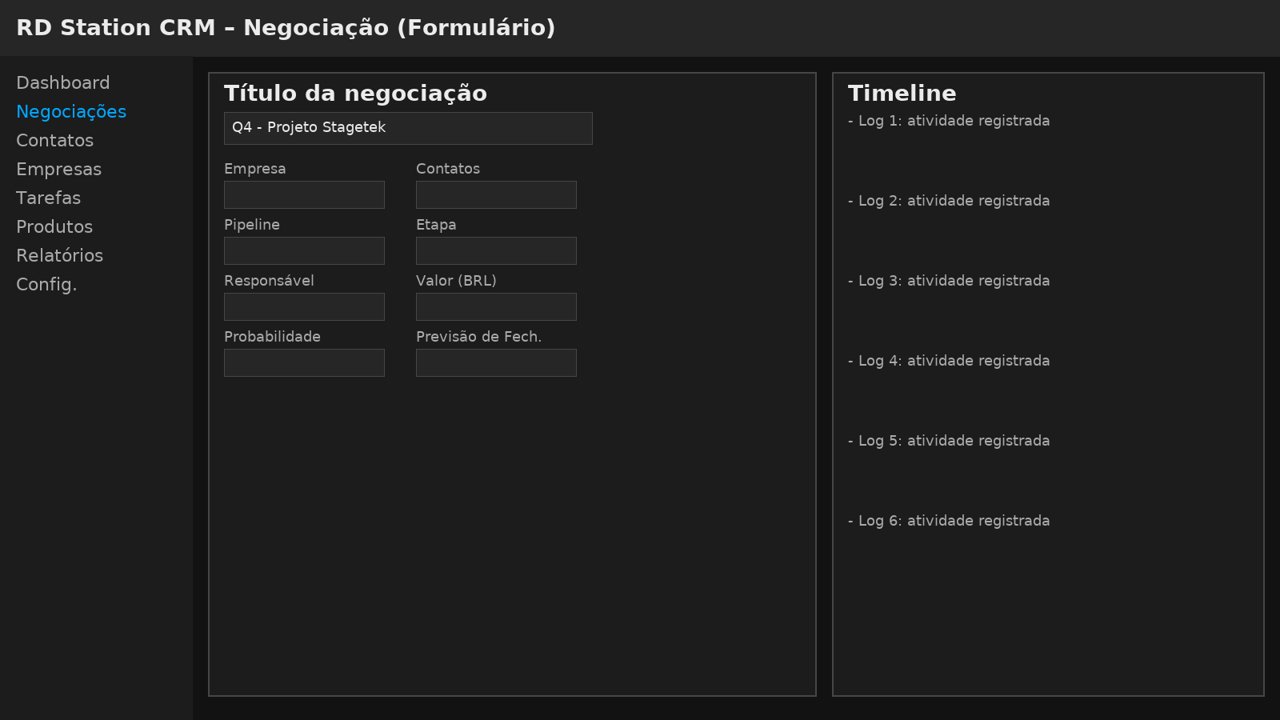 RD Station CRM – Negociação (Formulário)
Dashboard
Negociações
Contatos
Empresas
Tarefas
Produtos
Relatórios
Config.
Título da negociação
Q4 - Projeto Stagetek
Empresa
Contatos
Pipeline
Etapa
Responsável
Valor (BRL)
Probabilidade
Previsão de Fech.
Timeline
- Log 1: atividade registrada
- Log 2: atividade registrada
- Log 3: atividade registrada
- Log 4: atividade registrada
- Log 5: atividade registrada
- Log 6: atividade registrada